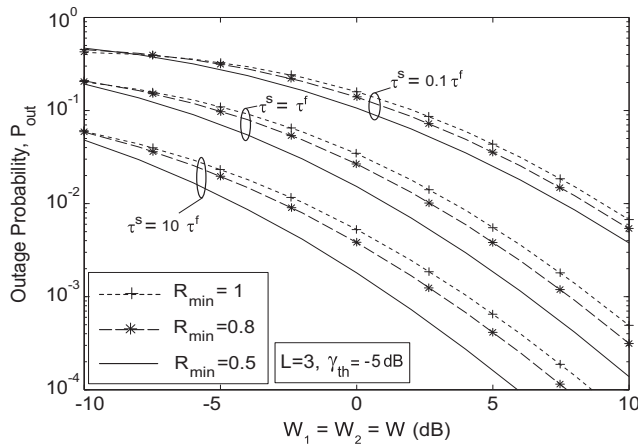 10^0
10^-1
10^-2
10^-3
10^-4
Outage Probability, P_out
τ^s = 0.1 τ^f
τ^s = τ^f
τ^s = 10 τ^f
R_min = 1
R_min = 0.8
R_min = 0.5
L=3, γ_th = -5 dB
-10 -5 0 5 10
W_1 = W_2 = W (dB)